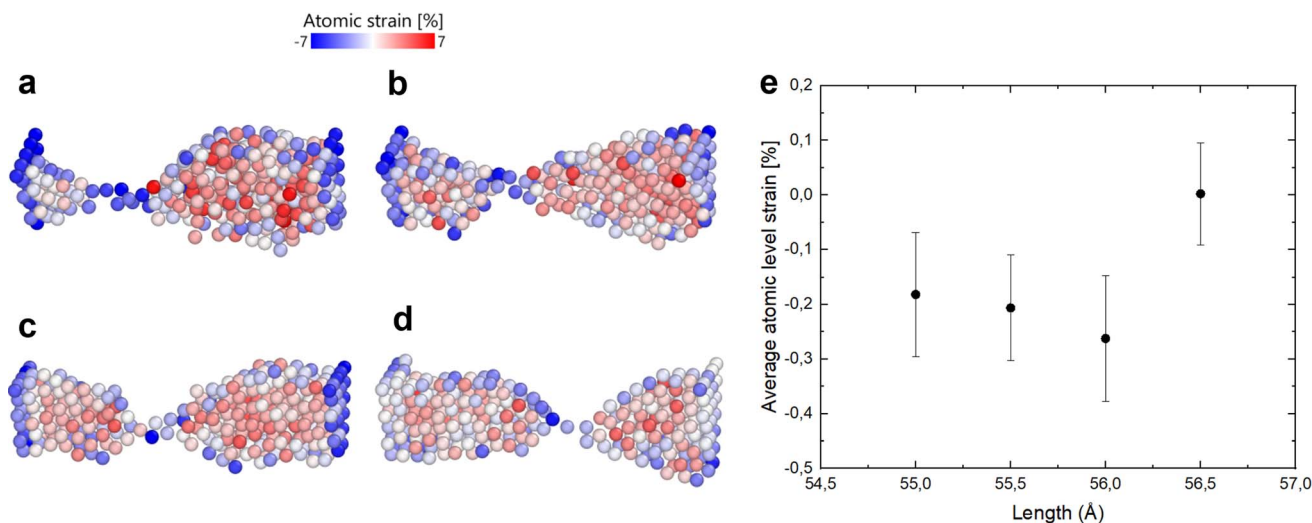 Atomic strain [%]
-7 7
a
b
c
d
e
Average atomic level strain [%]
0,2
0,1
0,0
-0,1
-0,2
-0,3
-0,4
-0,5
54,5 55,0 55,5 56,0 56,5 57,0
Length (Å)